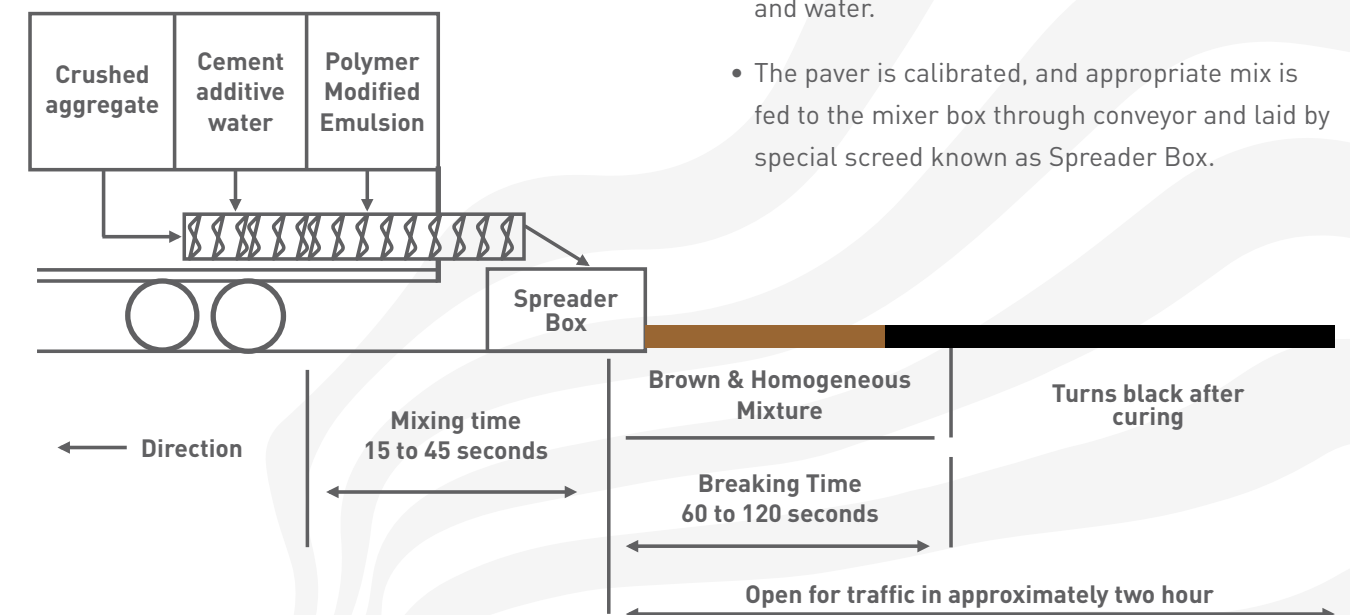 and water.
• The paver is calibrated, and appropriate mix is
fed to the mixer box through conveyor and laid by
special screed known as Spreader Box.
Crushed
aggregate
Cement
additive
water
Polymer
Modified
Emulsion
Spreader
Box
Direction
Mixing time
15 to 45 seconds
Brown & Homogeneous
Mixture
Turns black after
curing
Breaking Time
60 to 120 seconds
Open for traffic in approximately two hour